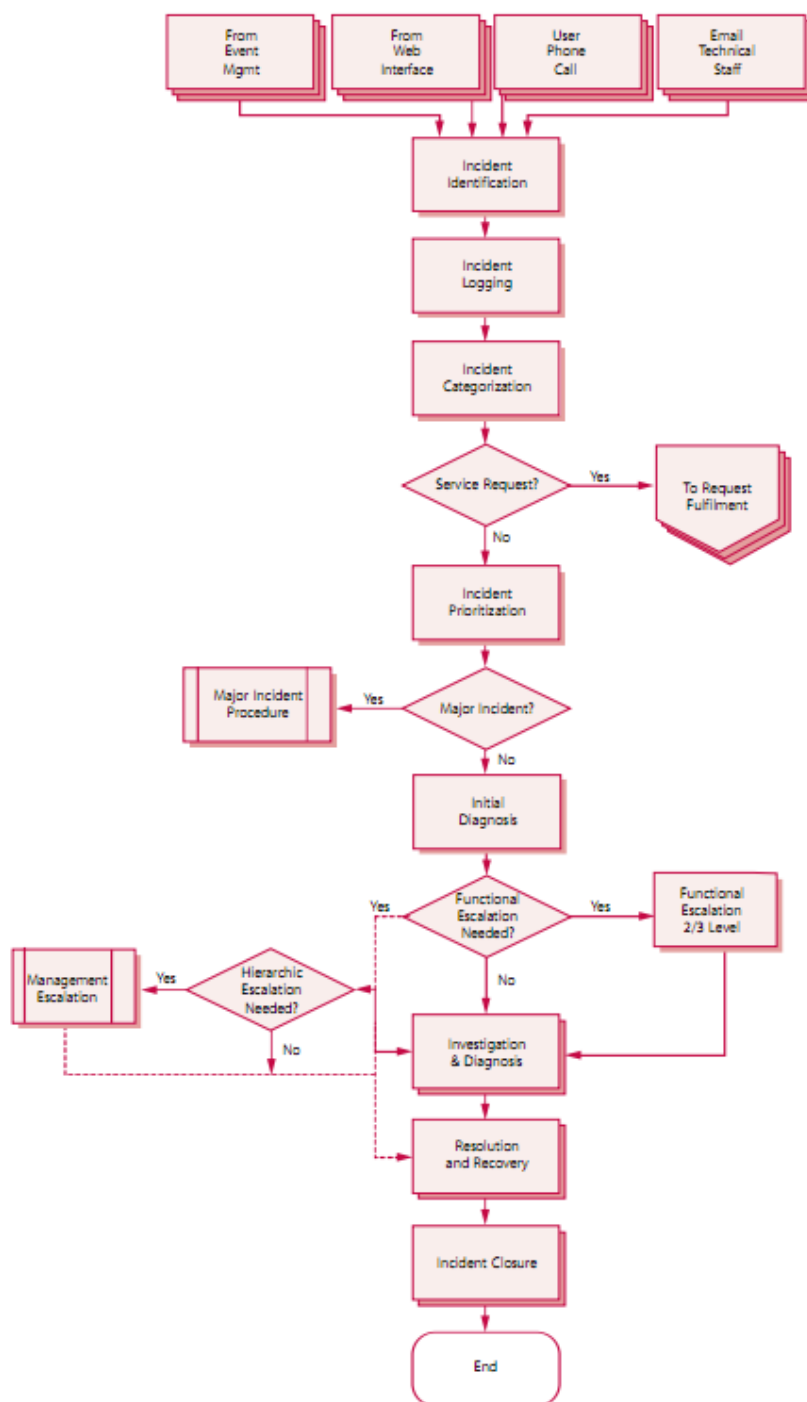 From
Event
Mgmt
From
Web
Interface
User
Phone
Call
Email
Technical
Staff
Incident
Identification
Incident
Logging
Incident
Categorization
Service Request?
Yes
To Request
Fulfilment
No
Incident
Prioritization
Major Incident
Procedure
Yes
Major Incident?
No
Initial
Diagnosis
Yes
Functional
Escalation
Needed?
Yes
Functional
Escalation
2/3 Level
Management
Escalation
Yes
Hierarchic
Escalation
Needed?
No
No
Investigation
& Diagnosis
Resolution
and Recovery
Incident Closure
End